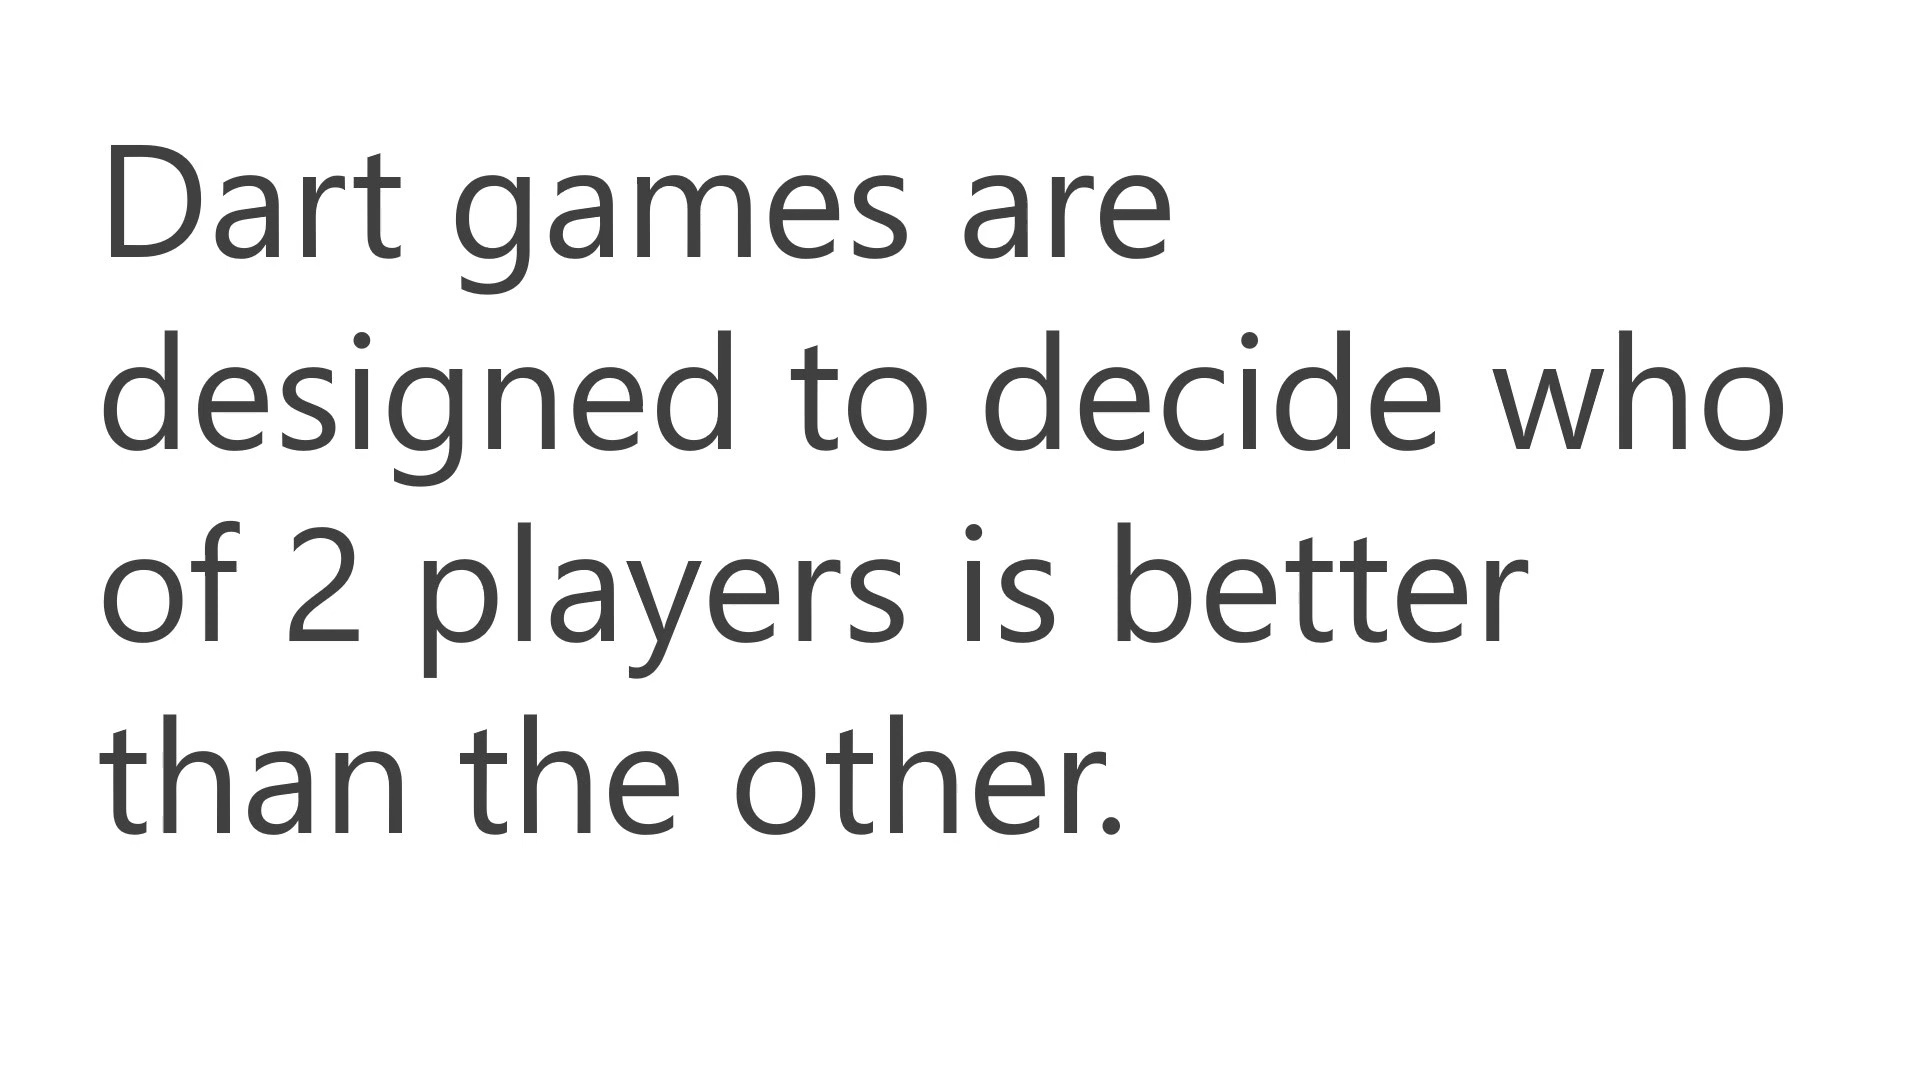 Dart games are
designed to decide who
of 2 players is better
than the other.